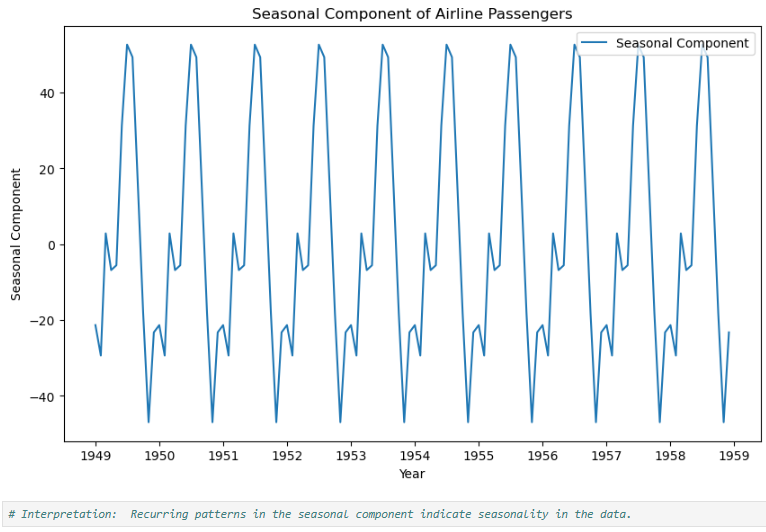 Seasonal Component of Airline Passengers
Seasonal Component
40
20
0
−20
−40
Seasonal Component
1949 1950 1951 1952 1953 1954 1955 1956 1957 1958 1959
Year
# Interpretation:  Recurring patterns in the seasonal component indicate seasonality in the data.